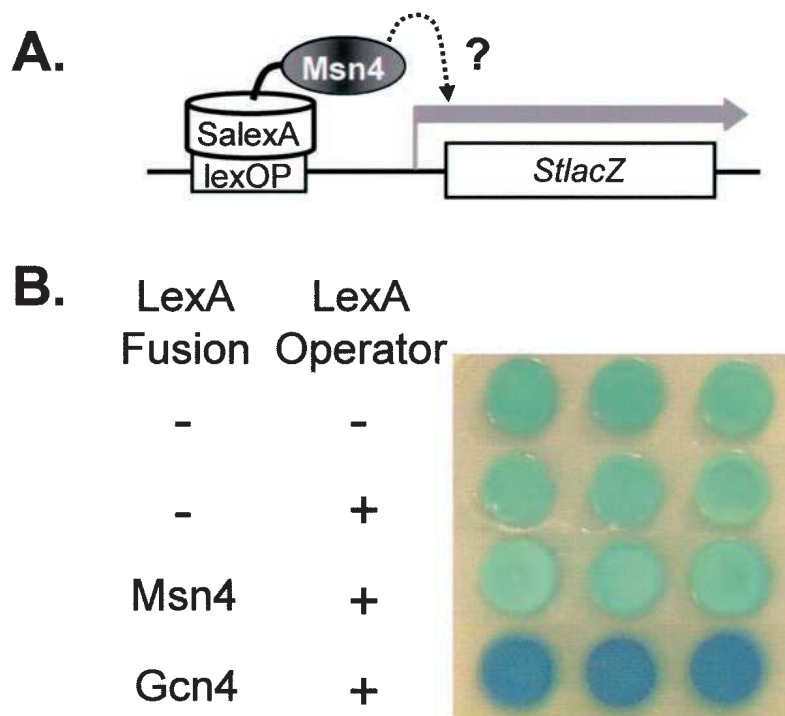 A.
Msn4
?
SalexA
lexOP
StlacZ
B.
LexA LexA
Fusion Operator
- -
- +
Msn4 +
Gcn4 +